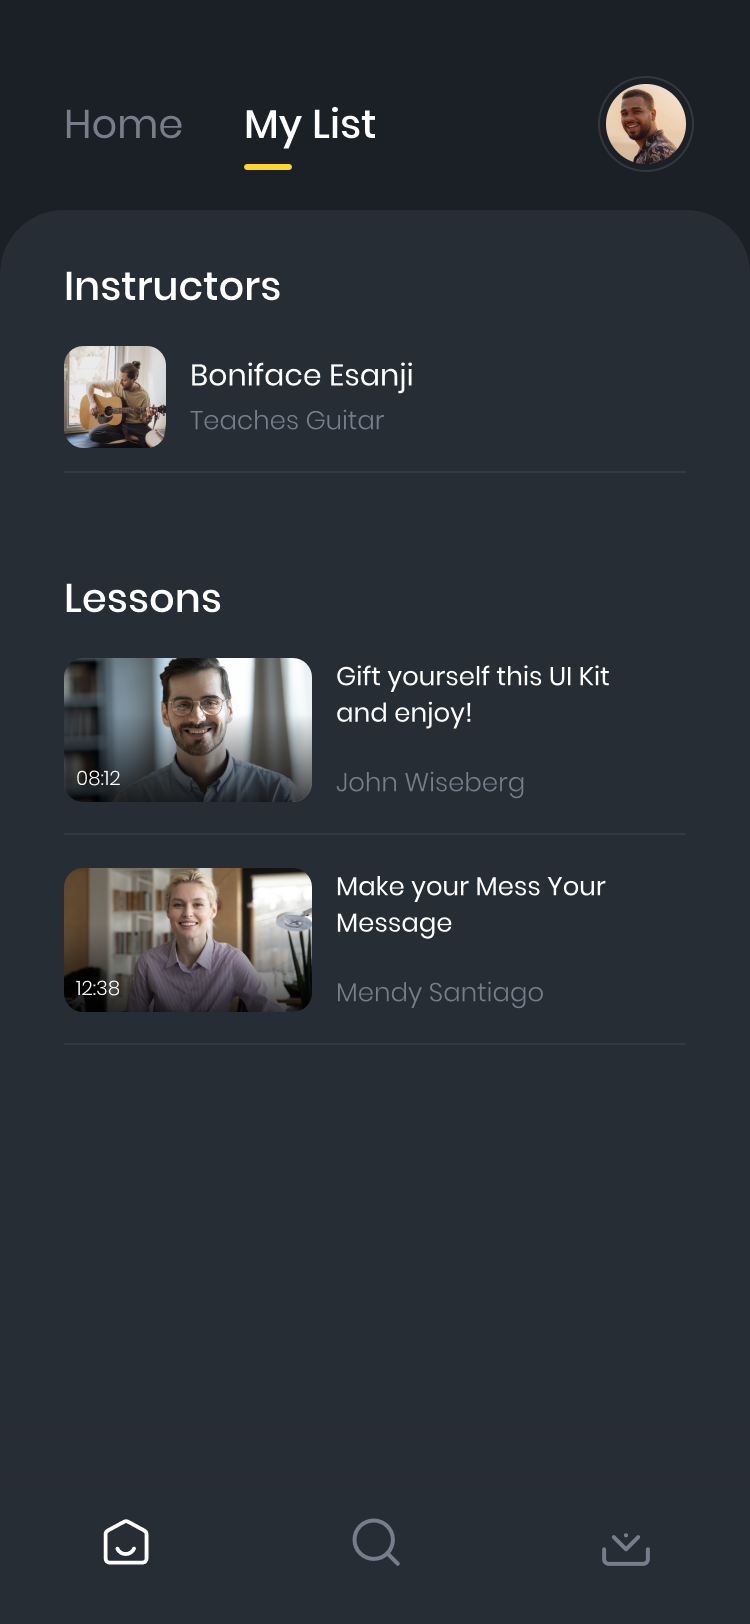 Home My List
Instructors
Boniface Esanji
Teaches Guitar
Lessons
Gift yourself this UI Kit
and enjoy!
08:12
John Wiseberg
Make your Mess Your
Message
12:38
Mendy Santiago